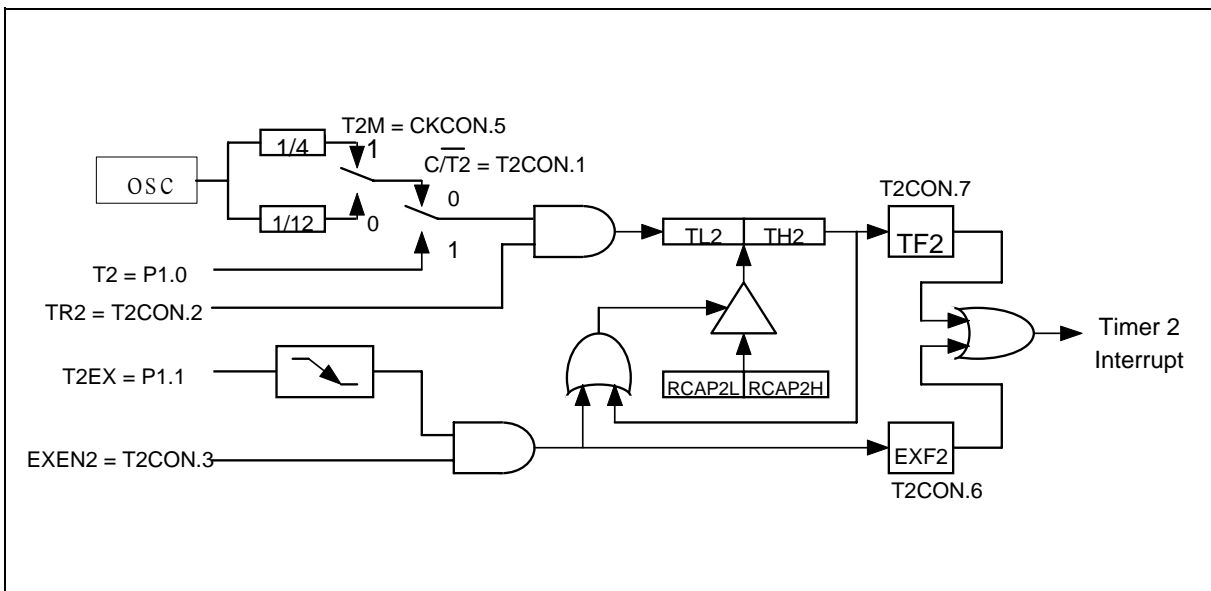 T2M = CKCON.5
1/4
1
C/T2 = T2CON.1
OSC
0
T2CON.7
1/12
0
TL2
TH2
TF2
1
T2 = P1.0
TR2 = T2CON.2
Timer 2
Interrupt
T2EX = P1.1
RCAP2L
RCAP2H
EXEN2 = T2CON.3
EXF2
T2CON.6